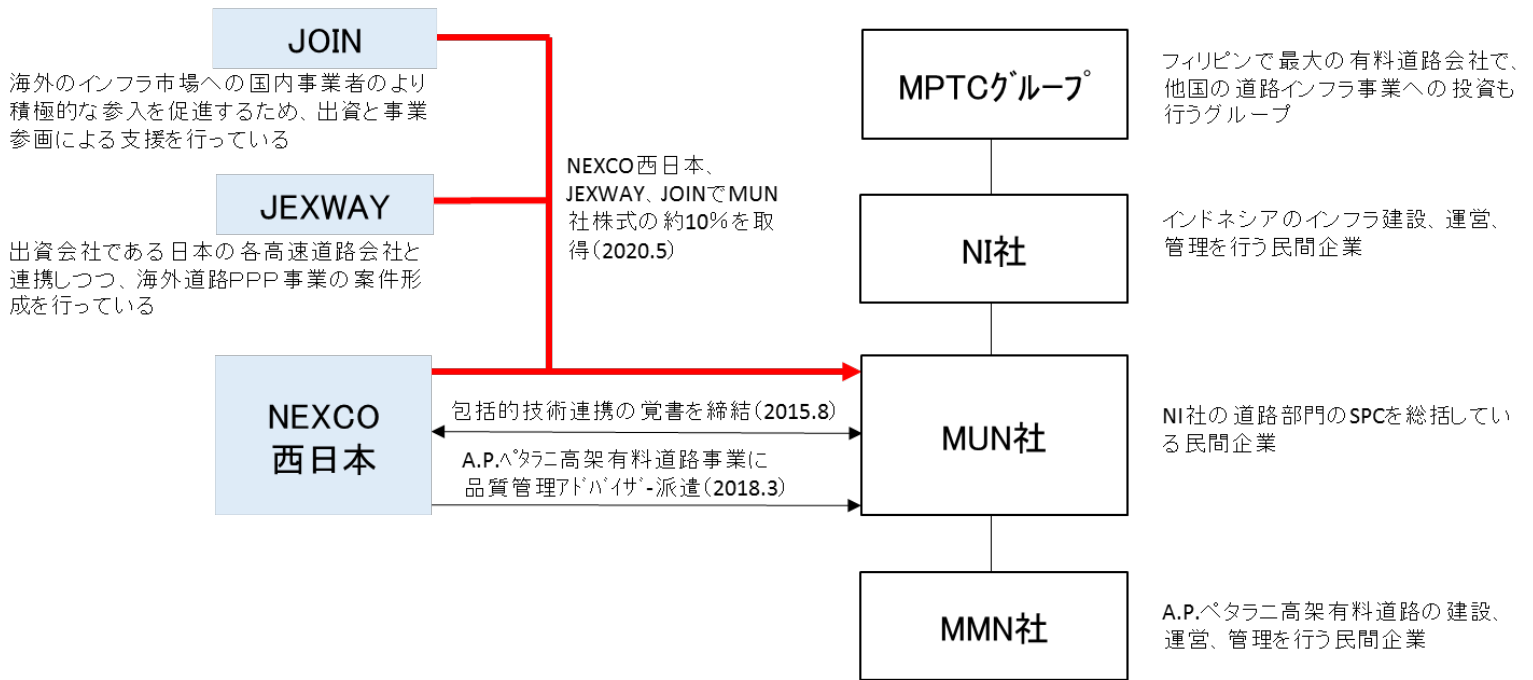 JOIN
海外のインフラ市場への国内事業者のより
積極的な参入を促進するため、出資と事業
参画による支援を行っている
JEXWAY
出資会社である日本の各高速道路会社と
連携しつつ、海外道路PPP事業の案件形
成を行っている
NEXCO
西日本
NEXCO西日本、
JEXWAY、JOINでMUN
社株式の約10%を取
得(2020.5)
包括的技術連携の覚書を締結(2015.8)
A.P.ペタラニ高架有料道路事業に
品質管理アドバイザー派遣(2018.3)
MPTCグループ
フィリピンで最大の有料道路会社で、
他国の道路インフラ事業への投資も
行うグループ
NI社
インドネシアのインフラ建設、運営、
管理を行う民間企業
MUN社
NI社の道路部門のSPCを総括してい
る民間企業
MMN社
A.P.ペタラニ高架有料道路の建設、
運営、管理を行う民間企業